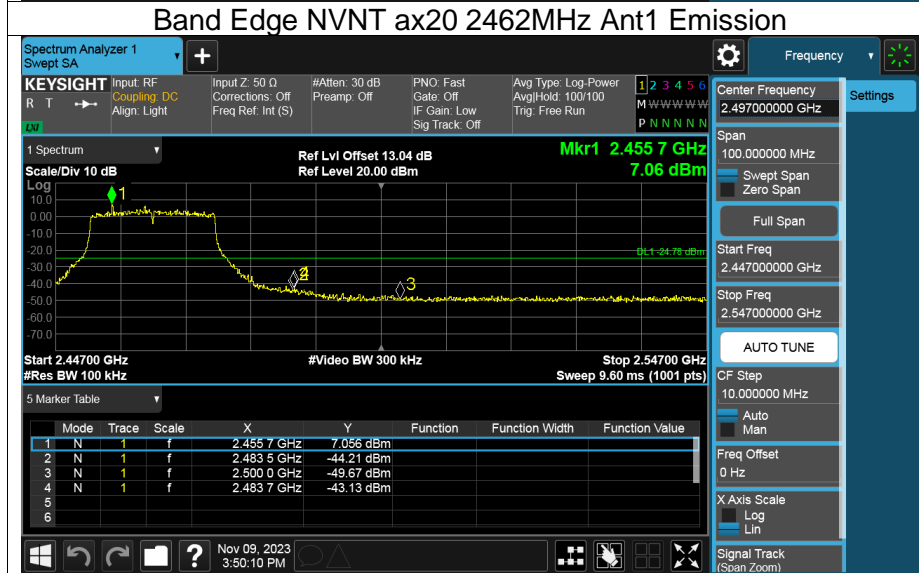 Band Edge NVNT ax20 2462MHz Ant1 Emission
Spectrum Analyzer 1
Swept SA
+
Frequency
KEYSIGHT
R T
LXI
Input: RF
Coupling: DC
Align: Light
Input Z: 50 Ω
Corrections: Off
Freq Ref: Int (S)
#Atten: 30 dB
Preamp: Off
PNO: Fast
Gate: Off
IF Gain: Low
Sig Track: Off
Avg Type: Log-Power
Avg|Hold: 100/100
Trig: Free Run
1 2 3 4 5 6
M W W W W W
P N N N N N
1 Spectrum
Scale/Div 10 dB
Ref Lvl Offset 13.04 dB
Ref Level 20.00 dBm
Mkr1 2.455 7 GHz
7.06 dBm
Log
10.0
0.00
-10.0
-20.0
-30.0
-40.0
-50.0
-60.0
-70.0
1
3
DL1 -24.78 dBm
Start 2.44700 GHz
#Res BW 100 kHz
#Video BW 300 kHz
Stop 2.54700 GHz
Sweep 9.60 ms (1001 pts)
5 Marker Table
Mode Trace Scale X Y Function Function Width Function Value
1 N 1 f 2.455 7 GHz 7.056 dBm
2 N 1 f 2.483 5 GHz -44.21 dBm
3 N 1 f 2.500 0 GHz -49.67 dBm
4 N 1 f 2.483 7 GHz -43.13 dBm
5
6
?
Nov 09, 2023
3:50:10 PM
Center Frequency
2.497000000 GHz
Span
100.000000 MHz
Swept Span
Zero Span
Full Span
Start Freq
2.447000000 GHz
Stop Freq
2.547000000 GHz
AUTO TUNE
CF Step
10.000000 MHz
Auto
Man
Freq Offset
0 Hz
X Axis Scale
Log
Lin
Signal Track
(Span Zoom)
Settings